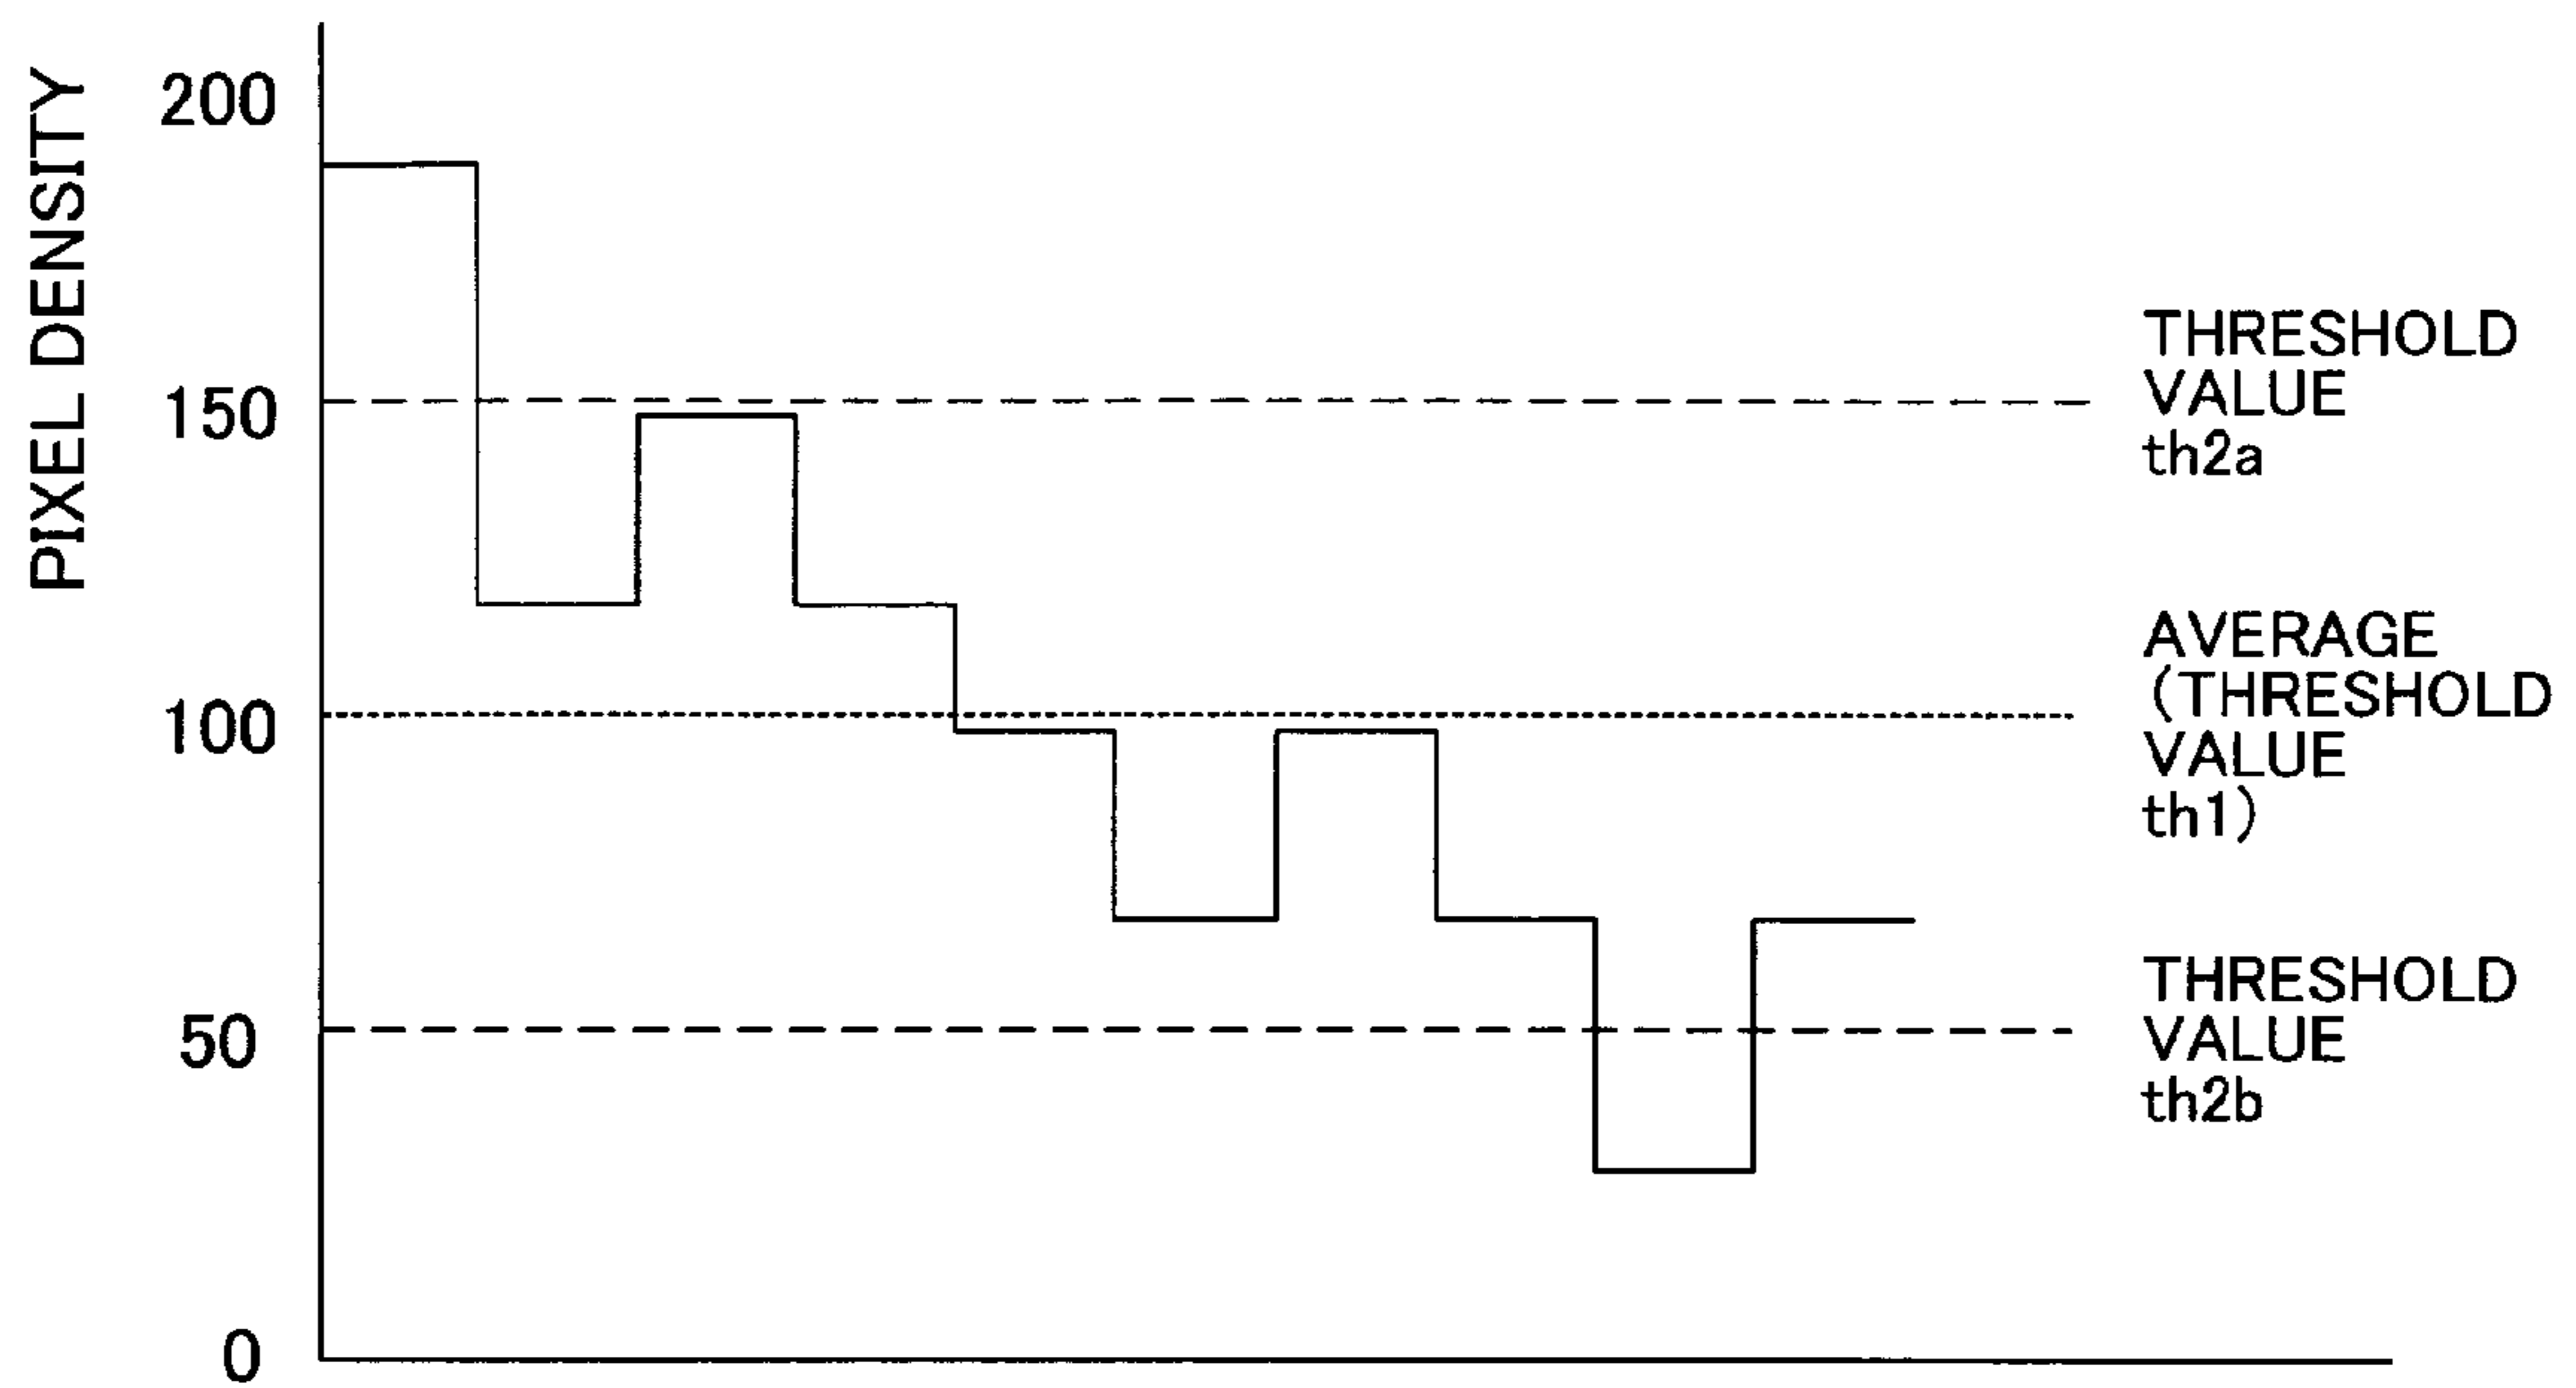 PIXEL DENSITY
200
150
100
50
0
THRESHOLD
VALUE
th2a
AVERAGE
(THRESHOLD
VALUE
th1)
THRESHOLD
VALUE
th2b